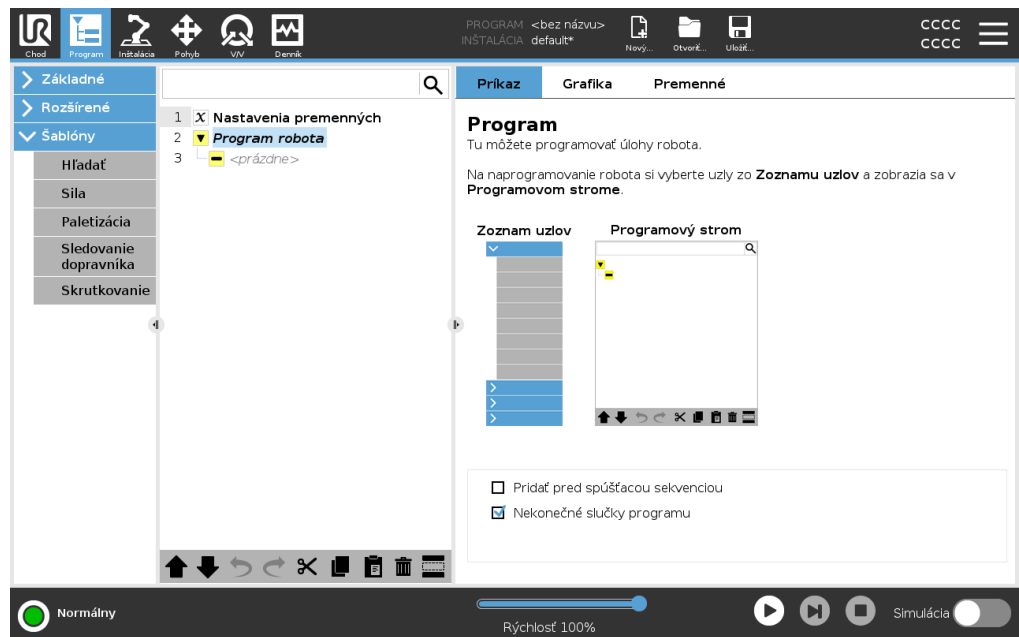 PROGRAM <bez názvu>
INŠTALÁCIA default*
CCCC
CCCC
Chod Program Inštalácia Pohyb V/V Denník Nový... Otvoriť... Uložiť...
Základné
Rozšírené
Šablóny
Hľadať
Sila
Paletizácia
Sledovanie
dopravníka
Skrutkovanie
1 X Nastavenia premenných
2 Program robota
3 <prázdne>
Príkaz Grafika Premenné
Program
Tu môžete programovať úlohy robota.
Na naprogramovanie robota si vyberte uzly zo Zoznamu uzlov a zobrazia sa v
Programovom strome.
Zoznam uzlov Programový strom
Pridať pred spúšťacou sekvenciou
Nekonečné slučky programu
Normálny
Rýchlosť 100%
Simulácia